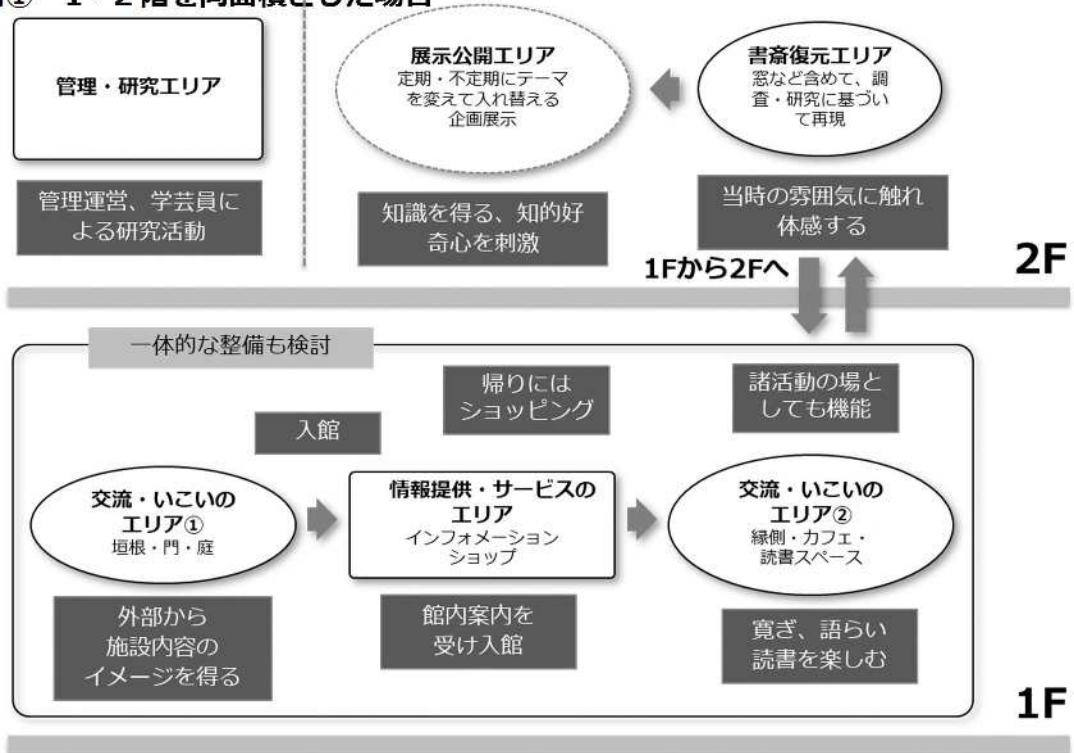 １・２階を同面積とした場合
管理・研究エリア
管理運営、学芸員に
よる研究活動
展示公開エリア
定期・不定期にテーマ
を変えて入れ替える
企画展示
知識を得る、知的好
奇心を刺激
書斎復元エリア
窓など含めて、調
査・研究に基づい
て再現
当時の雰囲気に触れ
体感する
1Fから2Fへ
2F
一体的な整備も検討
入館
帰りには
ショッピング
諸活動の場と
しても機能
交流・いこいの
エリア①
垣根・門・庭
情報提供・サービスの
エリア
インフォメーション
ショップ
交流・いこいの
エリア②
縁側・カフェ・
読書スペース
外部から
施設内容の
イメージを得る
館内案内を
受け入館
寛ぎ、語らい
読書を楽しむ
1F